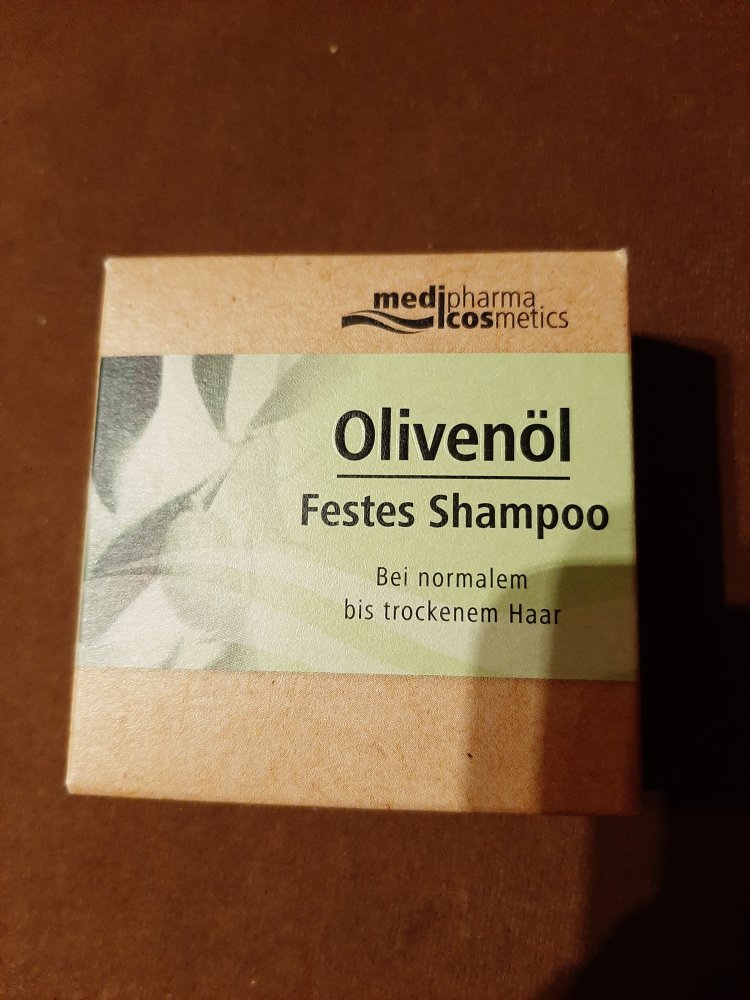 medipharma
cosmetics
Olivenöl
Festes Shampoo
Bei normalem
bis trockenem Haar